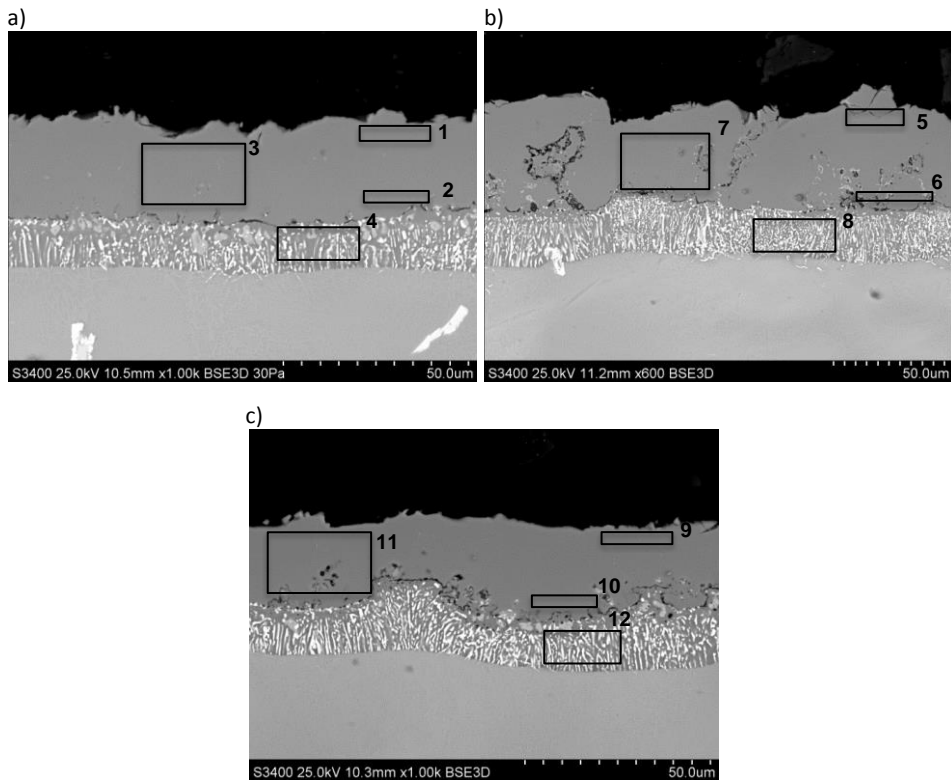 a)
b)
1
3
2
4
S3400 25.0kV 10.5mm x1.00k BSE3D 30Pa 50.0um
5
7
6
8
S3400 25.0kV 11.2mm x600 BSE3D 50.0um
c)
9
11
10
12
S3400 25.0kV 10.3mm x1.00k BSE3D 50.0um